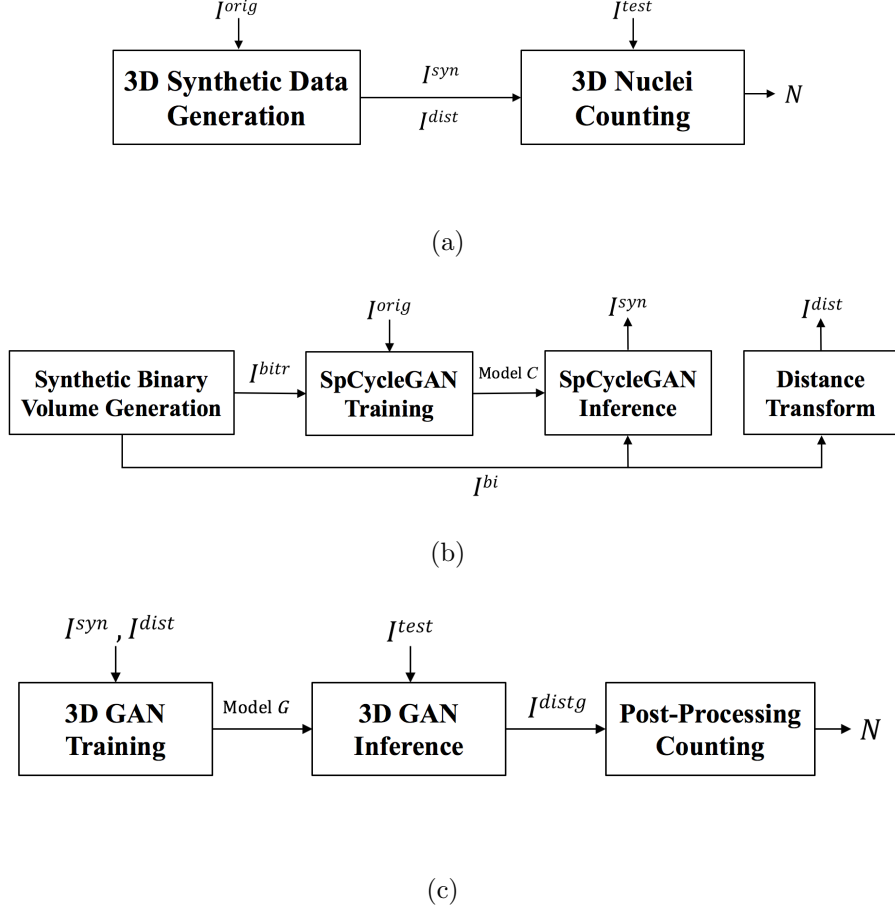 I^orig
I^test
3D Synthetic Data
Generation
I^syn
I^dist
3D Nuclei
Counting
N
(a)
I^orig
I^syn
I^dist
Synthetic Binary
Volume Generation
I^bitr
SpCycleGAN
Training
Model C
SpCycleGAN
Inference
Distance
Transform
I^bi
(b)
I^syn , I^dist
I^test
3D GAN
Training
Model G
3D GAN
Inference
I^distg
Post-Processing
Counting
N
(c)